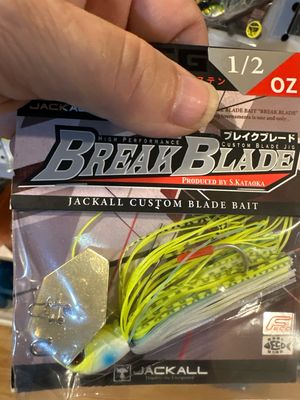 1/2
OZ
JACKALL
BLADE BAIT "BREAK BLADE"
ブレイクブレード
HIGH PERFORMANCE
CUSTOM BLADE JIG
BREAK BLADE
PRODUCED BY S.KATAOKA
JACKALL CUSTOM BLADE BAIT
JACKALL